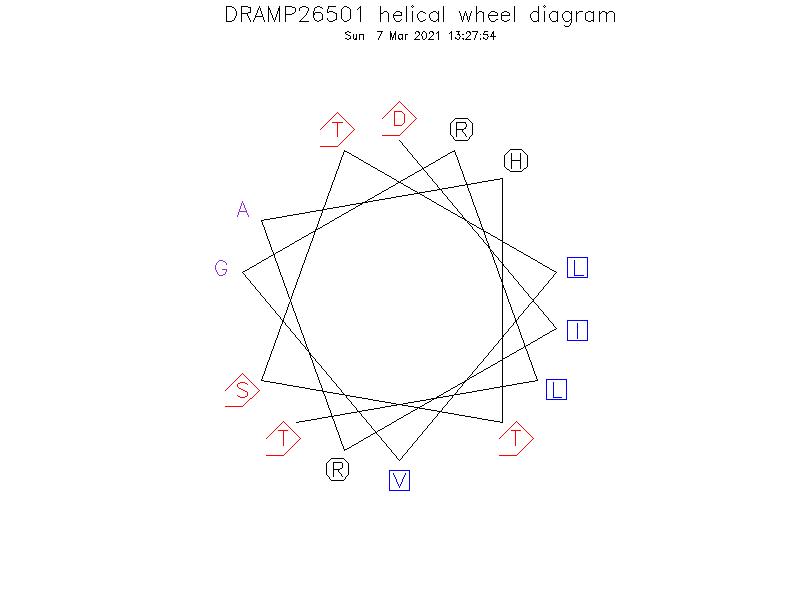 DRAMP26501 helical wheel diagram
Sun 7 Mar 2021 13:27:54
T
D
R
H
A
G
L
I
S
L
T
T
R
V